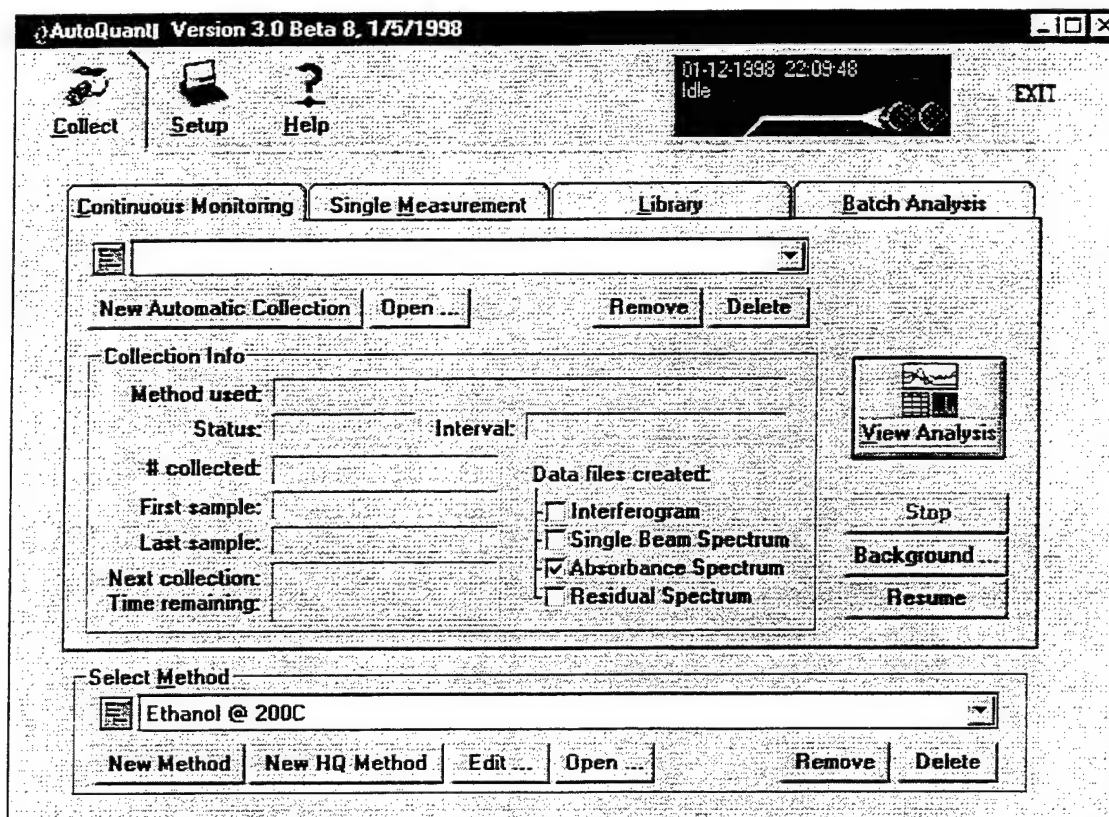 AutoQuant Version 3.0 Beta 8, 1/5/1998
Collect Setup Help
01-12-1998 22:09:48
Idle
EXIT
Continuous Monitoring Single Measurement Library Batch Analysis
New Automatic Collection Open ... Remove Delete
Collection Info
Method used:
Status: Interval:
# collected:
First sample:
Last sample:
Next collection:
Time remaining:
Data files created:
Interferogram
Single Beam Spectrum
Absorbance Spectrum
Residual Spectrum
View Analysis
Stop
Background ...
Resume
Select Method
Ethanol @ 200C
New Method New HQ Method Edit ... Open ... Remove Delete